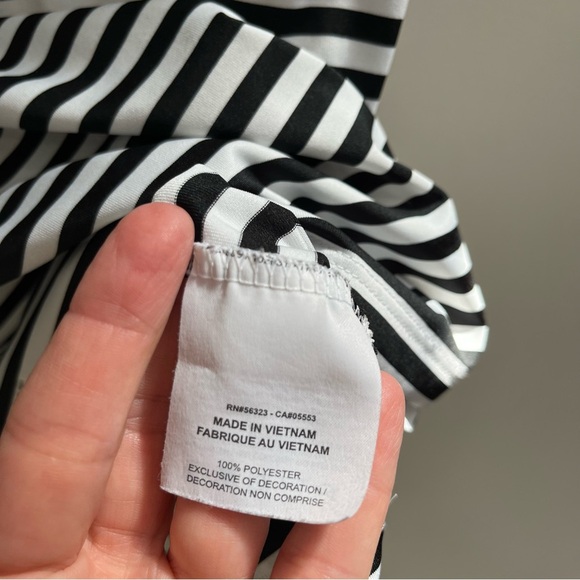 RN#56323 - CA#05553
MADE IN VIETNAM
FABRIQUE AU VIETNAM
100% POLYESTER
EXCLUSIVE OF DECORATION /
DECORATION NON COMPRISE